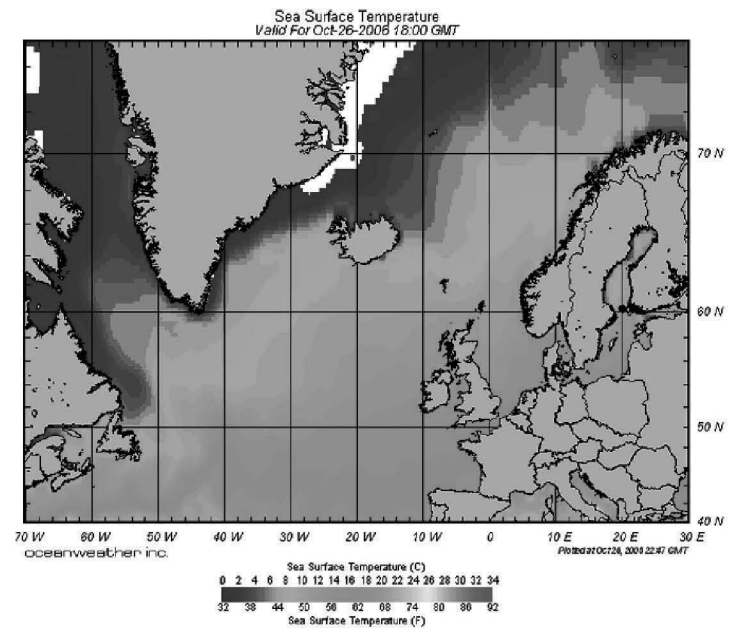 Sea Surface Temperature
Valid For Oct-26-2006 18:00 GMT
70 N
60 N
50 N
40 N
70 W 60 W 50 W 40 W 30 W 20 W 10 W 0 10 E 20 E 30 E
oceanweather inc.
Plotted at Oct 26, 2006 22:47 GMT
Sea Surface Temperature (C)
0 2 4 6 8 10 12 14 16 18 20 22 24 26 28 30 32 34
32 38 44 50 56 62 68 74 80 86 92
Sea Surface Temperature (F)